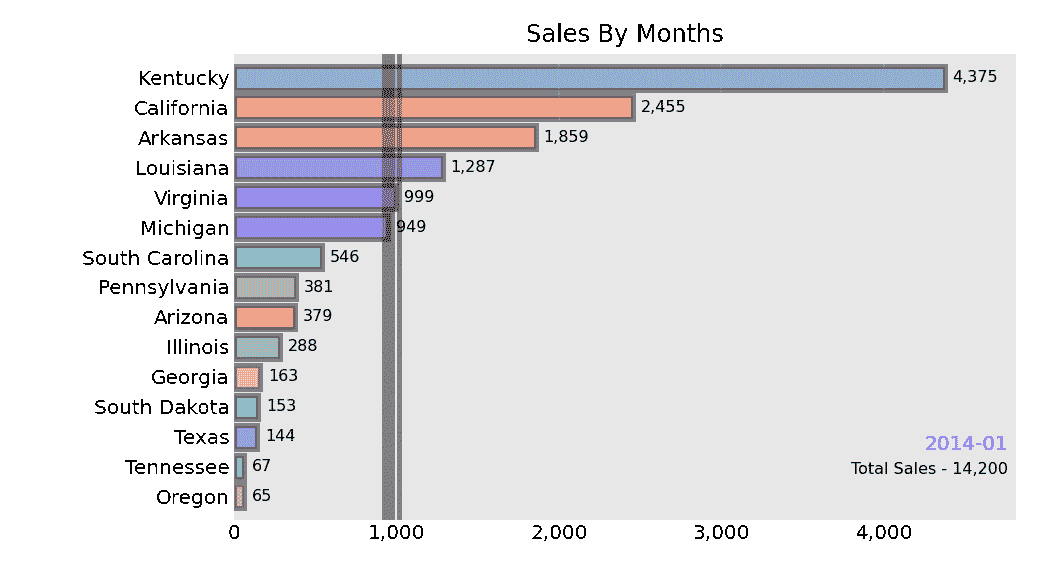 Sales By Months
Kentucky 4,375
California 2,455
Arkansas 1,859
Louisiana 1,287
Virginia 999
Michigan 949
South Carolina 546
Pennsylvania 381
Arizona 379
Illinois 288
Georgia 163
South Dakota 153
Texas 144
2014-01
Tennessee 67
Total Sales - 14,200
Oregon 65
0 1,000 2,000 3,000 4,000